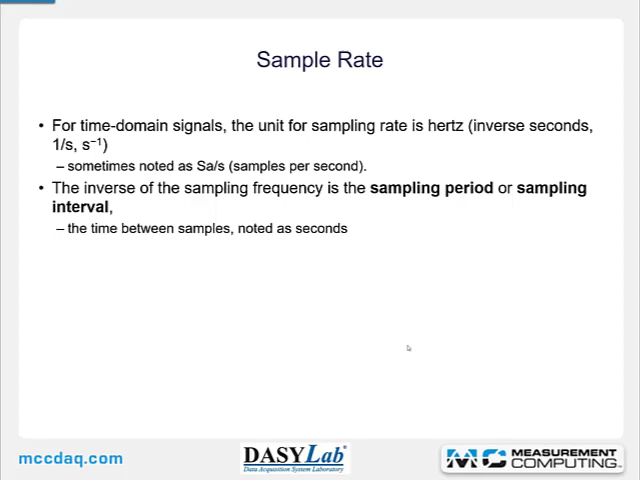 Sample Rate
• For time-domain signals, the unit for sampling rate is hertz (inverse seconds,
1/s, s⁻¹)
– sometimes noted as Sa/s (samples per second).
• The inverse of the sampling frequency is the sampling period or sampling
interval,
– the time between samples, noted as seconds
mccdaq.com
DASYLab®
Data Acquisition System Laboratory
MC MEASUREMENT
COMPUTING™